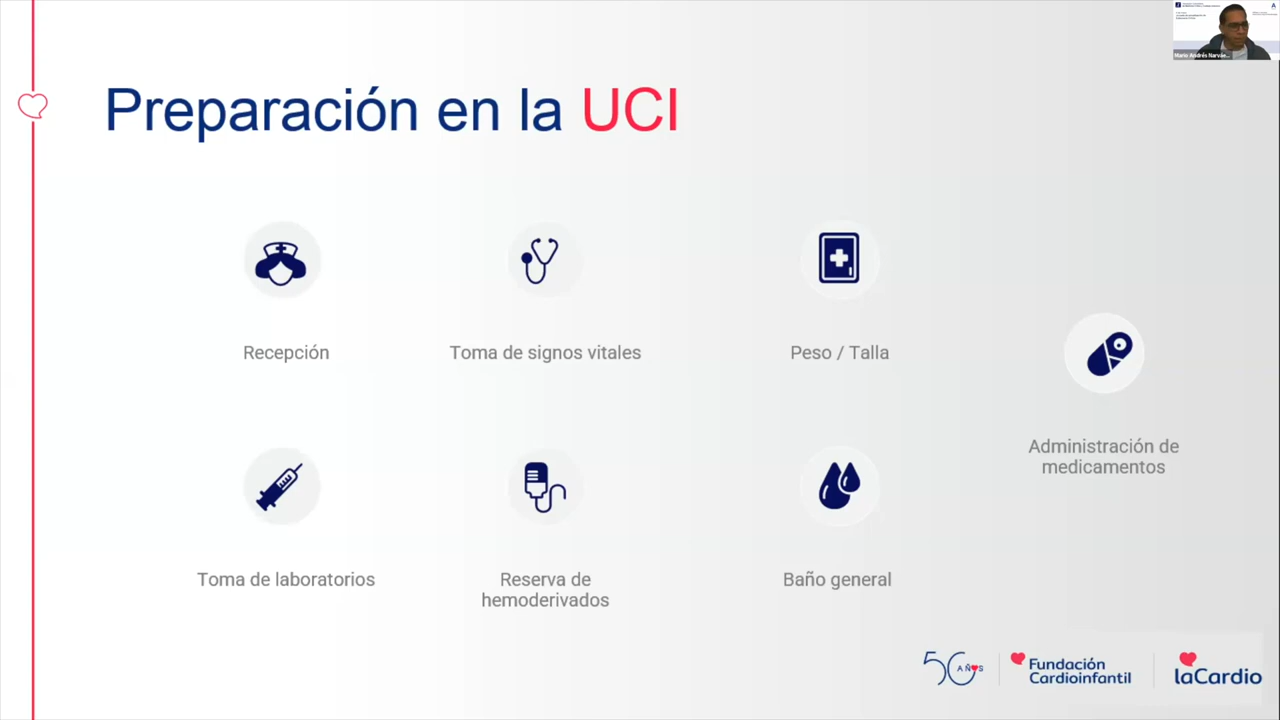 Preparación en la UCI
Recepción
Toma de signos vitales
Peso / Talla
Administración de
medicamentos
Toma de laboratorios
Reserva de
hemoderivados
Baño general
50 AÑOS
Fundación
Cardioinfantil
laCardio